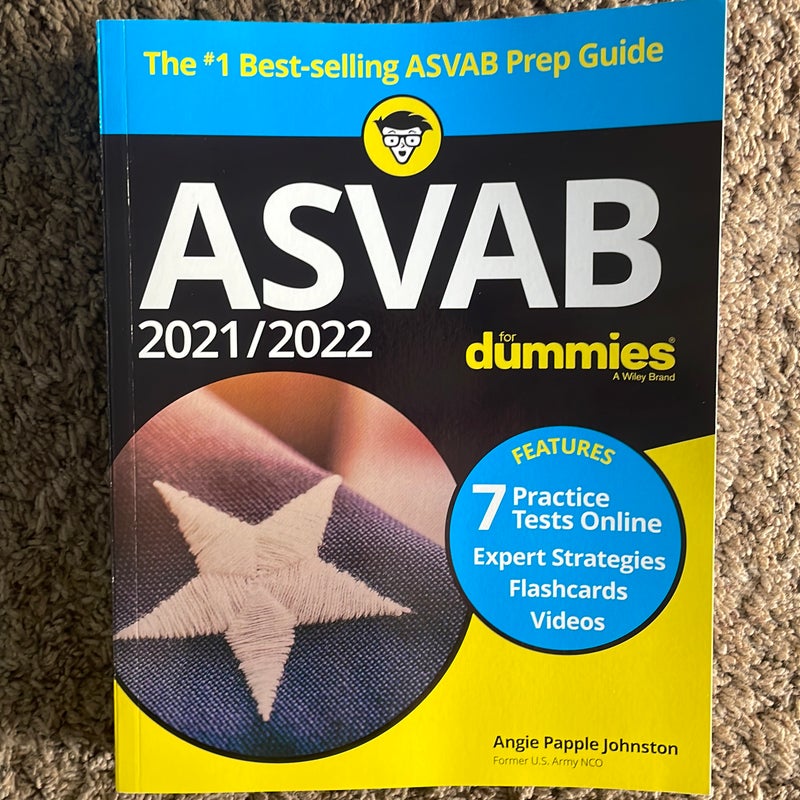 The #1 Best-selling ASVAB Prep Guide
ASVAB
2021/2022
for
dummies®
A Wiley Brand
FEATURES
7 Practice
Tests Online
Expert Strategies
Flashcards
Videos
Angie Papple Johnston
Former U.S. Army NCO